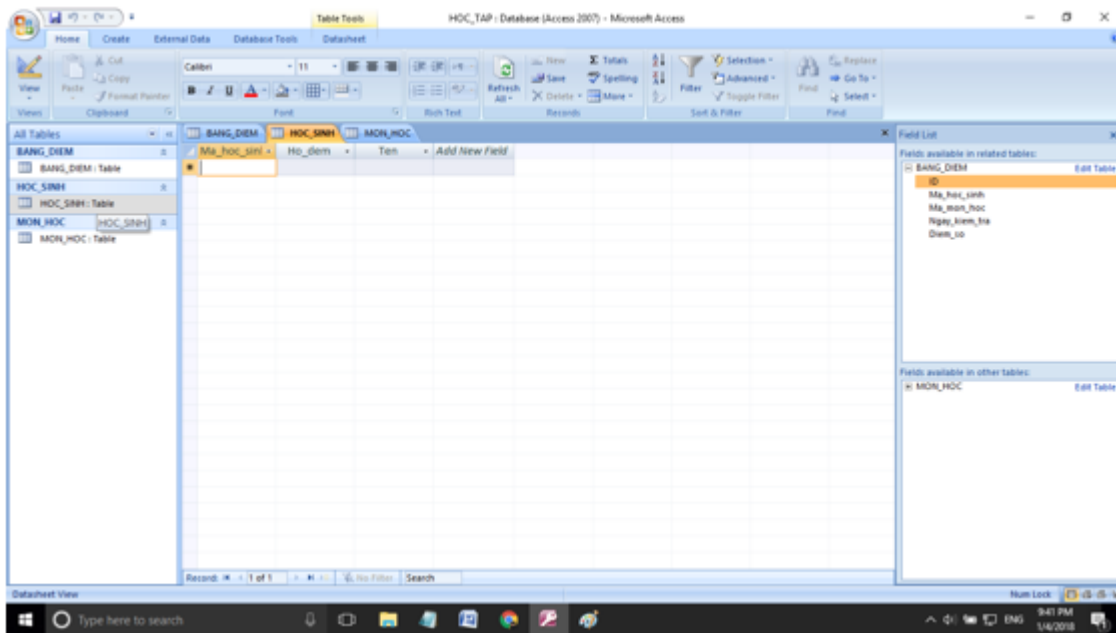 Table Tools
HOC_TAP : Database (Access 2007) - Microsoft Access
Home Create External Data Database Tools Datasheet
View
Views
Paste
Cut
Copy
Format Painter
Clipboard
Calibri 11
B I U A
Font
Rich Text
Refresh All
New
Save
Delete
Totals
Spelling
More
Records
Filter
Selection
Advanced
Toggle Filter
Sort & Filter
Find
Replace
Go To
Select
Find
All Tables
BANG_DIEM
BANG_DIEM : Table
HOC_SINH
HOC_SINH : Table
MON_HOC
HOC_SINH
MON_HOC : Table
BANG_DIEM HOC_SINH MON_HOC
Ma_hoc_sinl Ho_dem Ten Add New Field
Record: 1 of 1 No Filter Search
Field List
Fields available in related tables:
BANG_DIEM Edit Table
ID
Ma_hoc_sinh
Ma_mon_hoc
Ngay_kiem_tra
Diem_so
Fields available in other tables:
MON_HOC Edit Table
Datasheet View
Num Lock
Type here to search
ENG
9:41 PM
1/4/2018